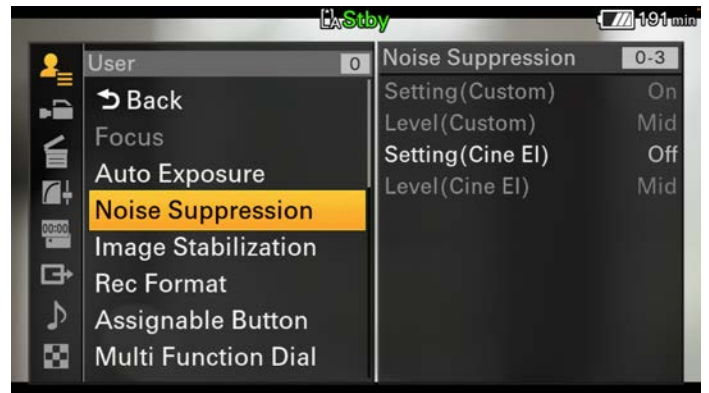 Stby
191 min
User 0
Back
Focus
Auto Exposure
Noise Suppression
Image Stabilization
Rec Format
Assignable Button
Multi Function Dial
00:00
Noise Suppression 0-3
Setting(Custom) On
Level(Custom) Mid
Setting(Cine EI) Off
Level(Cine EI) Mid